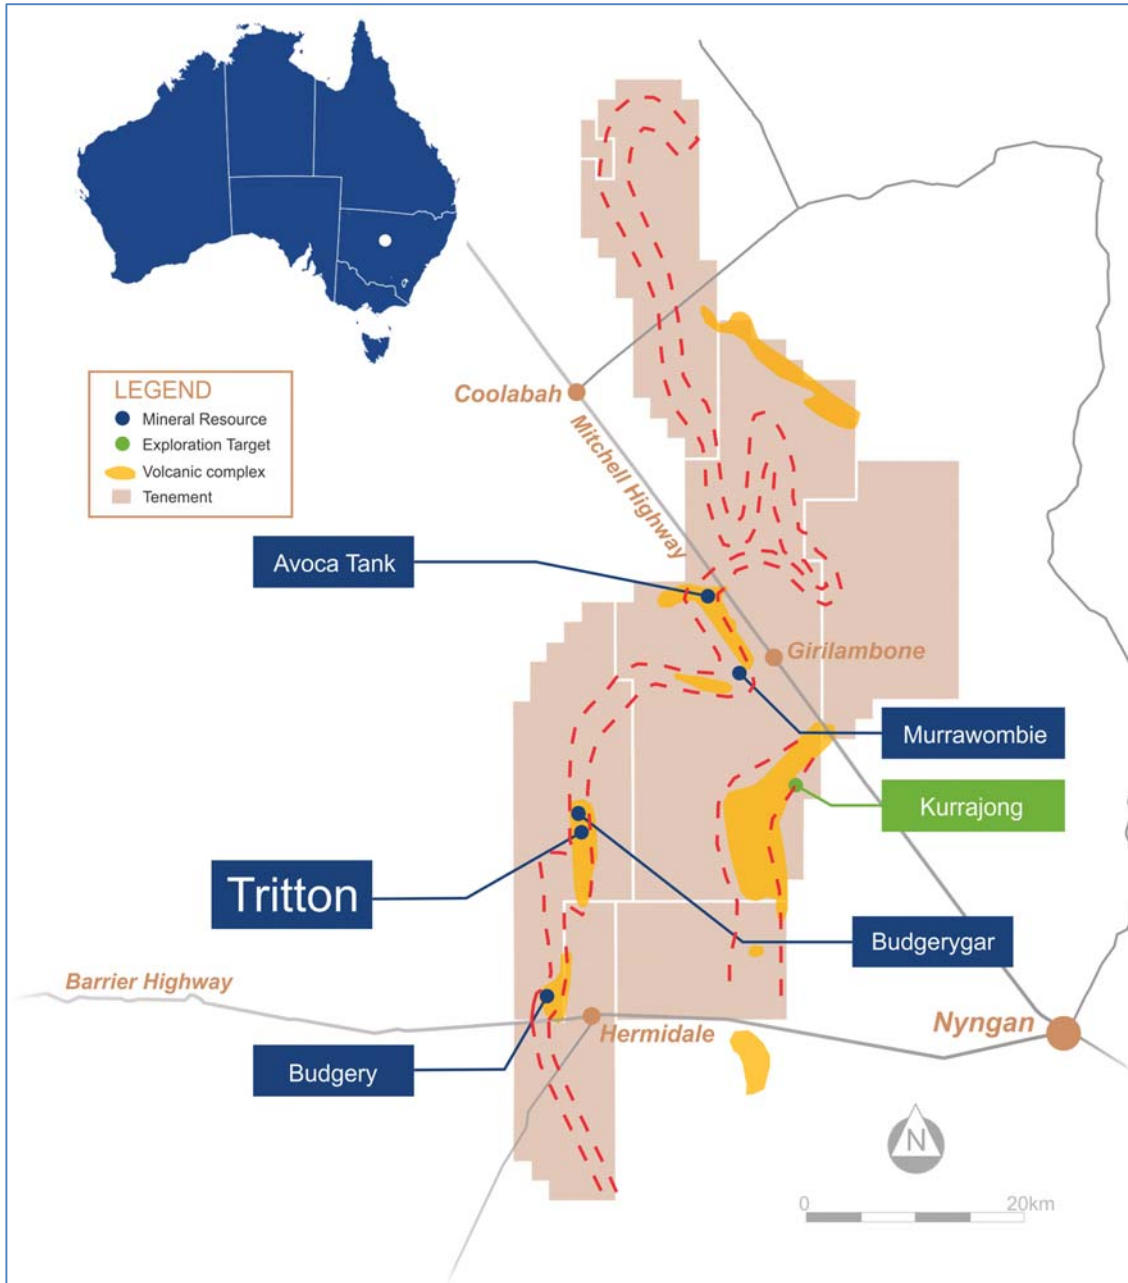 LEGEND
Mineral Resource
Exploration Target
Volcanic complex
Tenement
Coolabah
Mitchell Highway
Avoca Tank
Girilambone
Murrawombie
Kurrajong
Tritton
Budgerygar
Barrier Highway
Nyngan
Hermidale
Budgery
N
0 20km